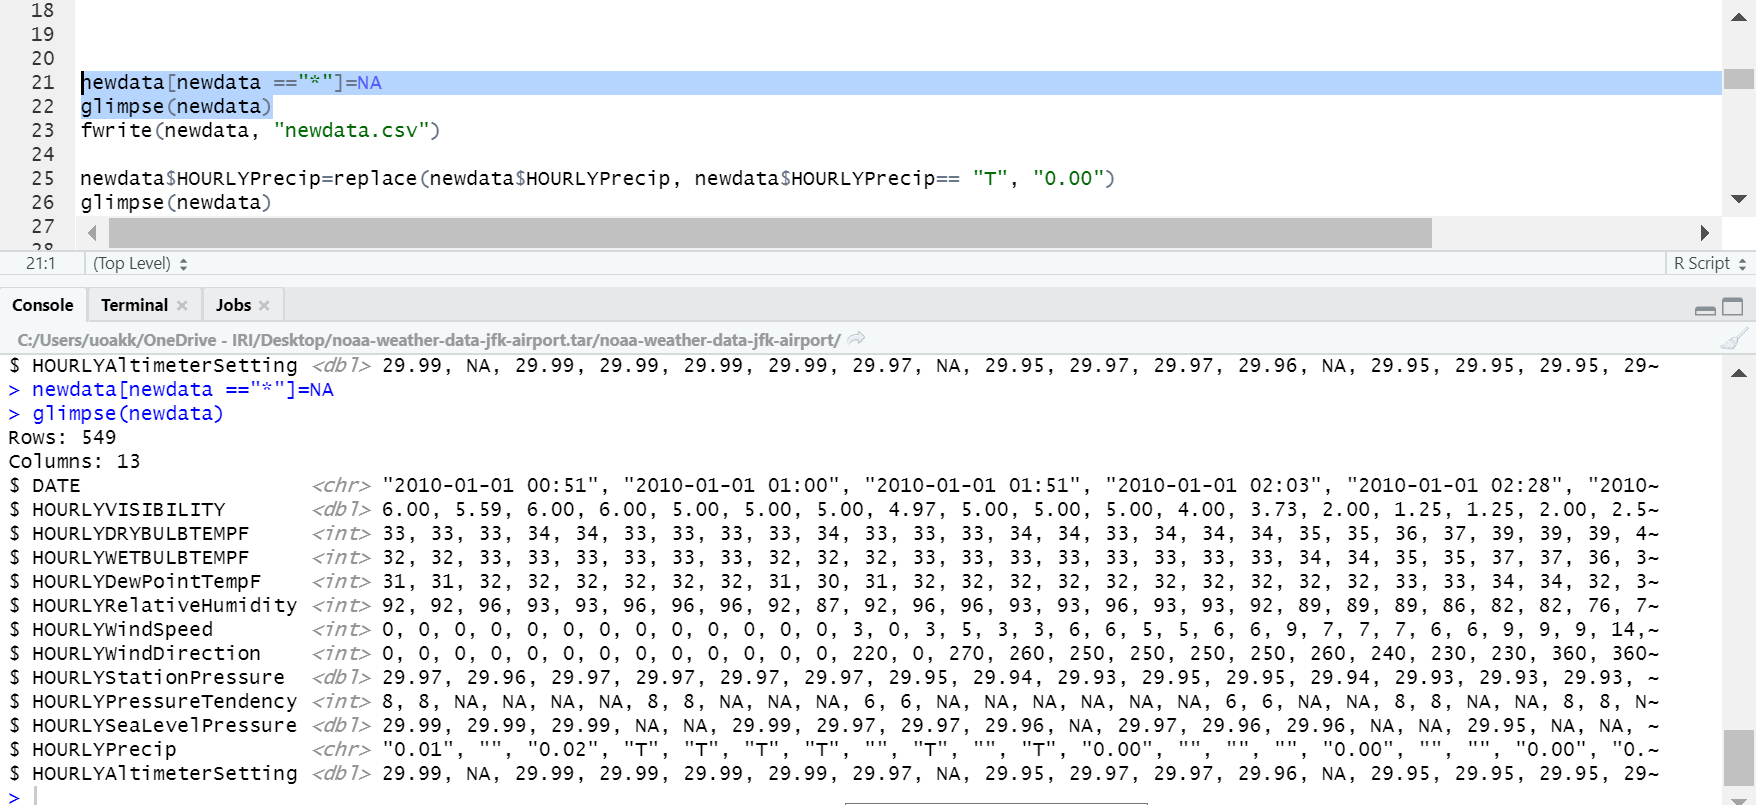 18
19
20
21 newdata[newdata =="*"]=NA
22 glimpse(newdata)
23 fwrite(newdata, "newdata.csv")
24
25 newdata$HOURLYPrecip=replace(newdata$HOURLYPrecip, newdata$HOURLYPrecip== "T", "0.00")
26 glimpse(newdata)
27
28
21:1 (Top Level) R Script
Console Terminal Jobs
C:/Users/uoakk/OneDrive - IRI/Desktop/noaa-weather-data-jfk-airport.tar/noaa-weather-data-jfk-airport/
$ HOURLYAltimeterSetting <dbl> 29.99, NA, 29.99, 29.99, 29.99, 29.99, 29.97, NA, 29.95, 29.97, 29.97, 29.96, NA, 29.95, 29.95, 29.95, 29~
> newdata[newdata =="*"]=NA
> glimpse(newdata)
Rows: 549
Columns: 13
$ DATE <chr> "2010-01-01 00:51", "2010-01-01 01:00", "2010-01-01 01:51", "2010-01-01 02:03", "2010-01-01 02:28", "2010~
$ HOURLYVISIBILITY <dbl> 6.00, 5.59, 6.00, 6.00, 5.00, 5.00, 5.00, 4.97, 5.00, 5.00, 5.00, 4.00, 3.73, 2.00, 1.25, 1.25, 2.00, 2.5~
$ HOURLYDRYBULBTEMPF <int> 33, 33, 33, 34, 34, 33, 33, 33, 33, 34, 33, 33, 33, 34, 34, 33, 34, 34, 34, 35, 35, 36, 37, 39, 39, 39, 4~
$ HOURLYWETBULBTEMPF <int> 32, 32, 33, 33, 33, 33, 33, 33, 32, 32, 32, 33, 33, 33, 33, 33, 33, 33, 33, 34, 34, 35, 35, 37, 37, 36, 3~
$ HOURLYDewPointTempF <int> 31, 31, 32, 32, 32, 32, 32, 32, 31, 30, 31, 32, 32, 32, 32, 32, 32, 32, 32, 32, 32, 33, 33, 34, 34, 32, 3~
$ HOURLYRelativeHumidity <int> 92, 92, 96, 93, 93, 96, 96, 96, 92, 87, 92, 96, 96, 93, 93, 96, 93, 93, 92, 89, 89, 89, 86, 82, 82, 76, 7~
$ HOURLYWindSpeed <int> 0, 0, 0, 0, 0, 0, 0, 0, 0, 0, 0, 0, 0, 3, 0, 3, 5, 3, 3, 6, 6, 5, 5, 6, 6, 9, 7, 7, 7, 6, 6, 9, 9, 9, 14,~
$ HOURLYWindDirection <int> 0, 0, 0, 0, 0, 0, 0, 0, 0, 0, 0, 0, 0, 220, 0, 270, 260, 250, 250, 250, 250, 260, 240, 230, 230, 360, 360~
$ HOURLYStationPressure <dbl> 29.97, 29.96, 29.97, 29.97, 29.97, 29.97, 29.97, 29.95, 29.94, 29.93, 29.95, 29.95, 29.94, 29.93, 29.93, 29.93, ~
$ HOURLYPressureTendency <int> 8, 8, NA, NA, NA, NA, 8, 8, NA, NA, NA, 6, 6, NA, NA, NA, NA, NA, NA, 6, 6, NA, NA, 8, 8, NA, NA, 8, 8, N~
$ HOURLYSeaLevelPressure <dbl> 29.99, 29.99, 29.99, NA, NA, 29.99, 29.97, 29.97, 29.96, NA, 29.97, 29.96, 29.96, NA, NA, 29.95, NA, NA, ~
$ HOURLYPrecip <chr> "0.01", "", "0.02", "T", "T", "T", "T", "", "T", "", "T", "0.00", "", "", "", "0.00", "", "", "0.00", "0.~
$ HOURLYAltimeterSetting <dbl> 29.99, NA, 29.99, 29.99, 29.99, 29.99, 29.97, NA, 29.95, 29.97, 29.97, 29.96, NA, 29.95, 29.95, 29.95, 29~
>